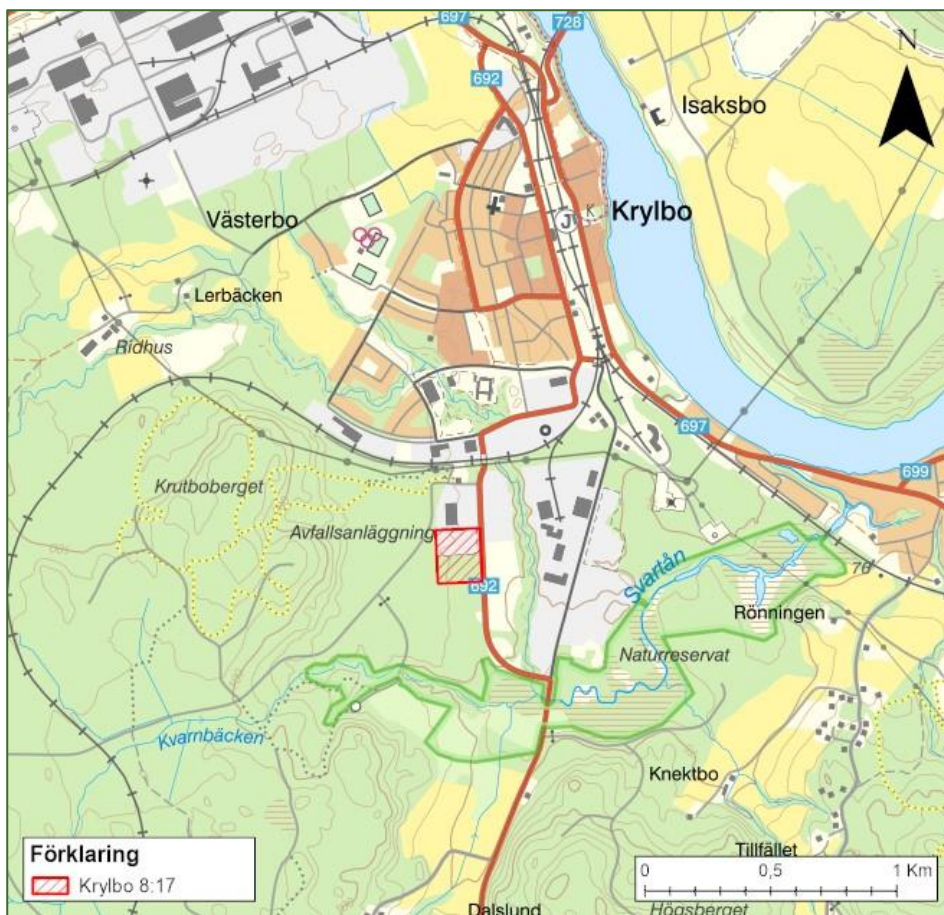 697
728
692
N
Isaksbo
Västerbo
K
J
Krylbo
Lerbäcken
Ridhus
697
699
Krutboberget
Avfallsanläggning
692
Svartån
70
Rönningen
Naturreservat
Kvarnbäcken
Knektbo
Förklaring
Krylbo 8:17
Tillfället
0 0,5 1 Km
Dalslund
Högsberget